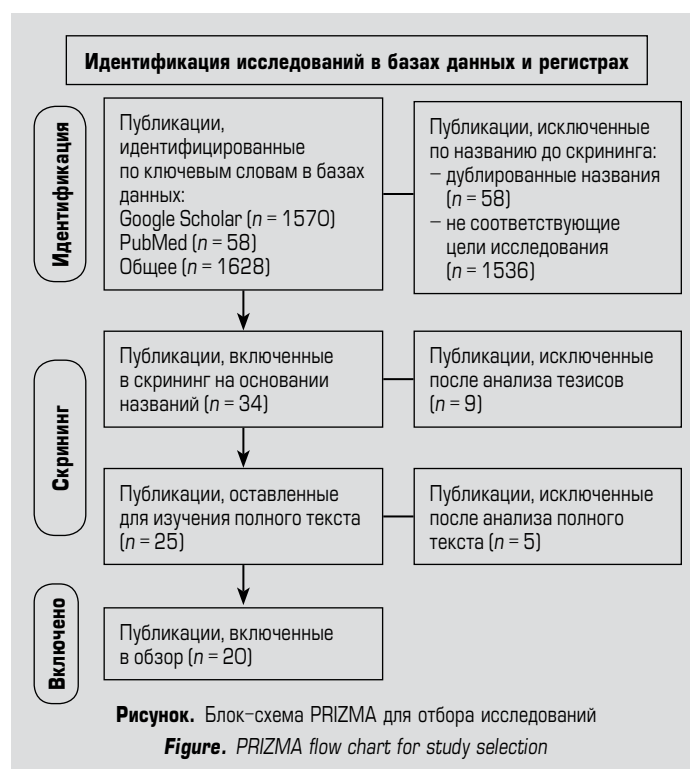 Идентификация исследований в базах данных и регистрах
Идентификация
Публикации,
идентифицированные
по ключевым словам в базах
данных:
Google Scholar (n = 1570)
PubMed (n = 58)
Общее (n = 1628)
Публикации, исключенные
по названию до скрининга:
– дублированные названия
(n = 58)
– не соответствующие
цели исследования
(n = 1536)
Скрининг
Публикации, включенные
в скрининг на основании
названий (n = 34)
Публикации, исключенные
после анализа тезисов
(n = 9)
Публикации, оставленные
для изучения полного текста
(n = 25)
Публикации, исключенные
после анализа полного
текста (n = 5)
Включено
Публикации, включенные
в обзор (n = 20)
Рисунок. Блок-схема PRIZMA для отбора исследований
Figure. PRIZMA flow chart for study selection